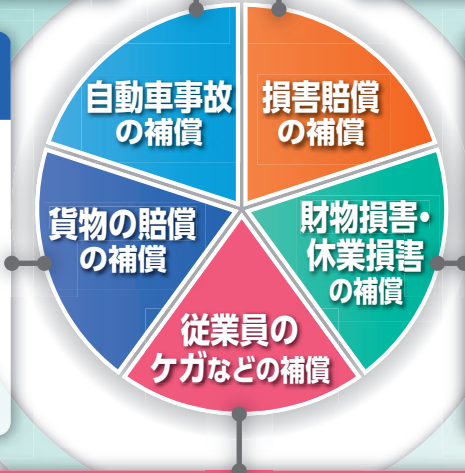 自動車事故
の補償
損害賠償
の補償
貨物の賠償
の補償
財物損害・
休業損害
の補償
従業員の
ケガなどの補償